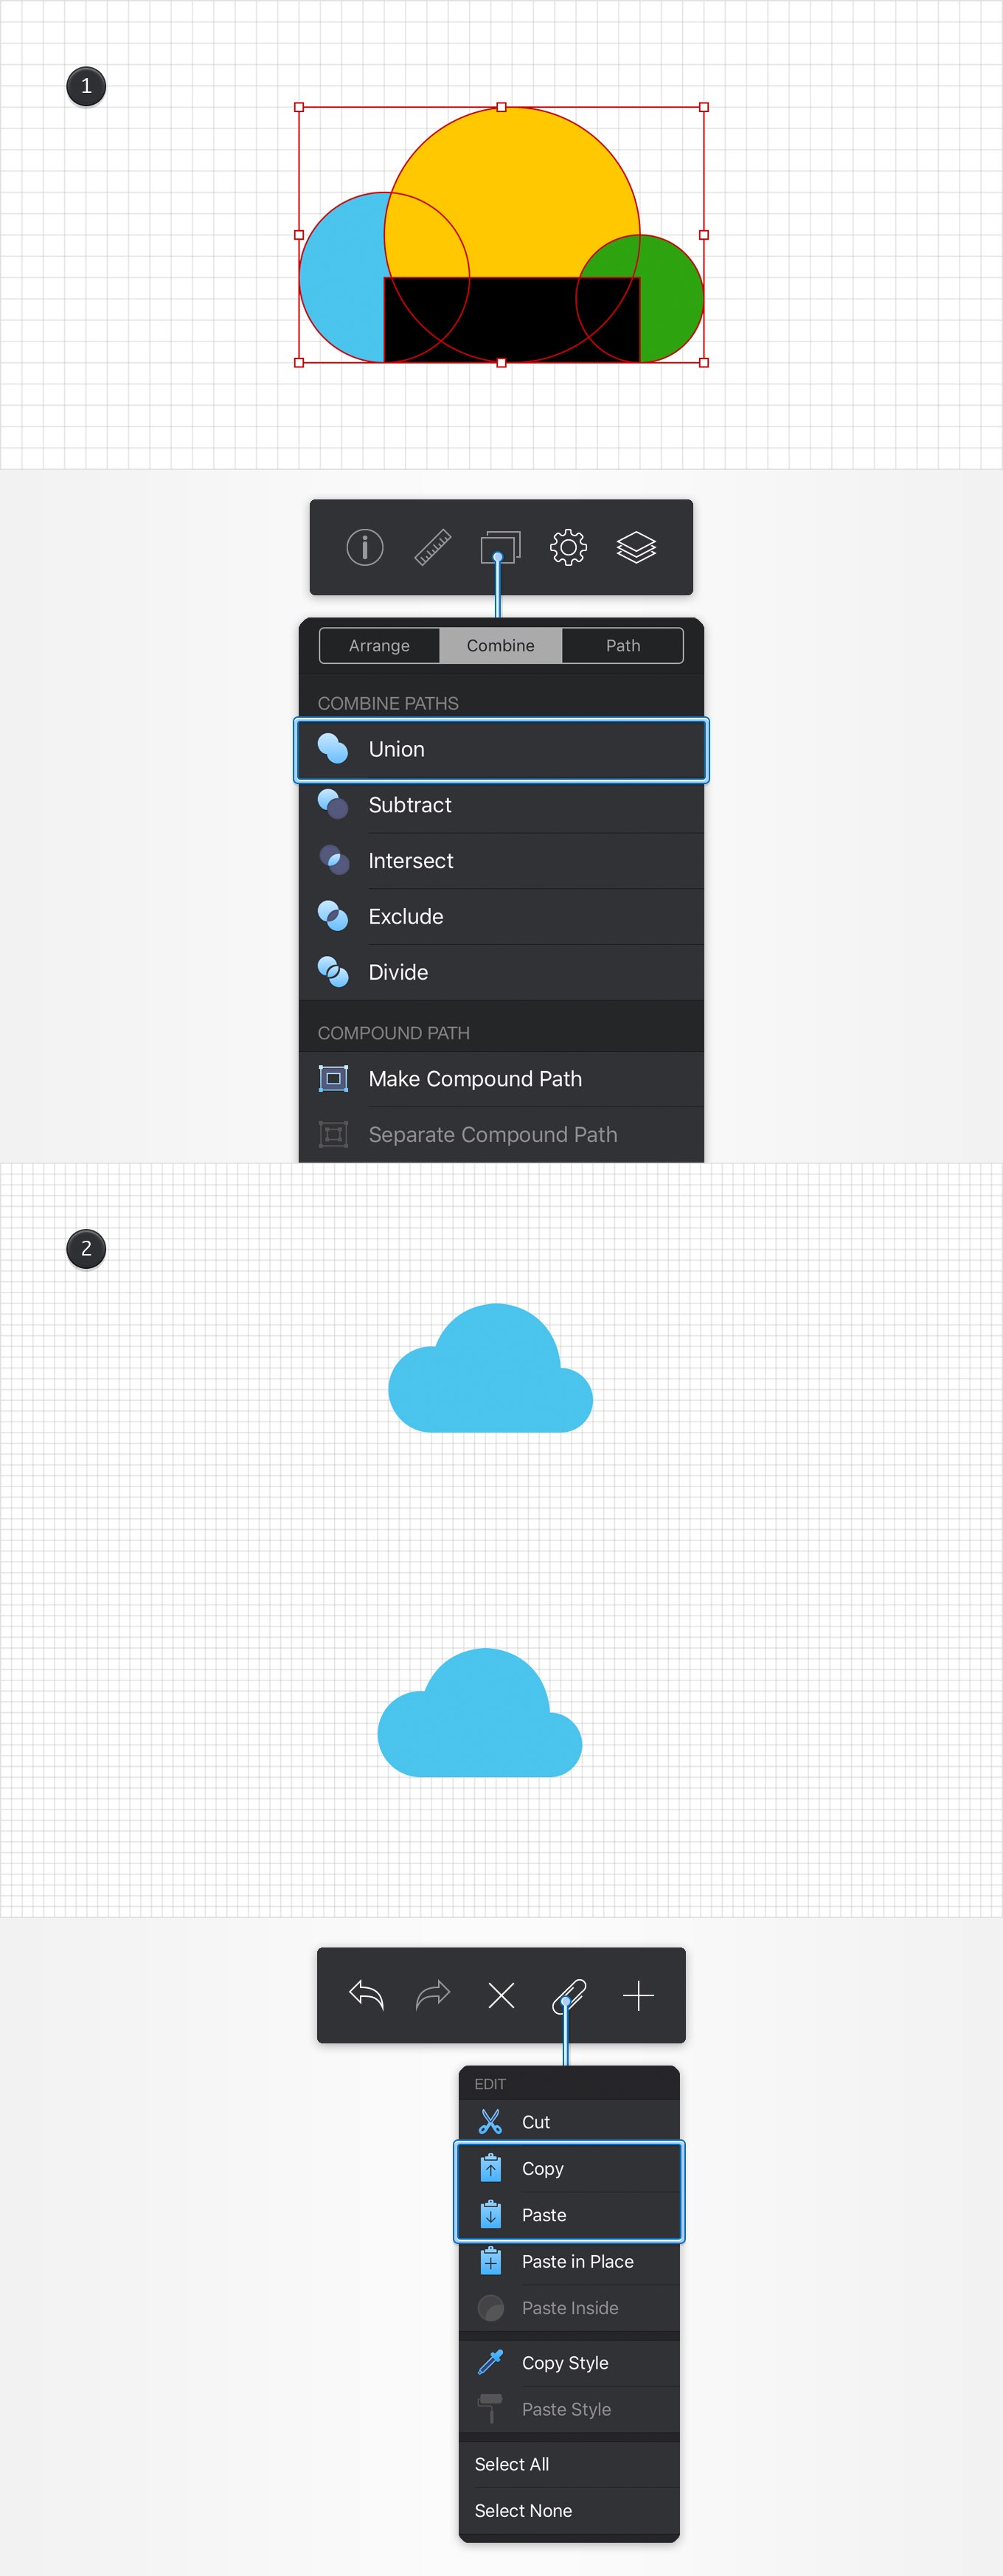 1
Arrange Combine Path
COMBINE PATHS
Union
Subtract
Intersect
Exclude
Divide
COMPOUND PATH
Make Compound Path
Separate Compound Path
2
EDIT
Cut
Copy
Paste
Paste in Place
Paste Inside
Copy Style
Paste Style
Select All
Select None